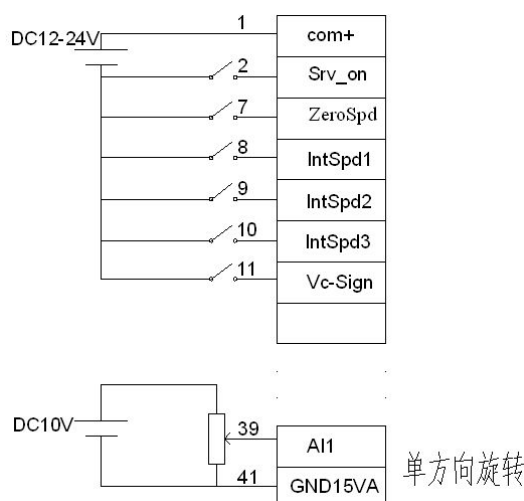 DC12-24V
1 com+
2 Srv_on
7 ZeroSpd
8 IntSpd1
9 IntSpd2
10 IntSpd3
11 Vc-Sign
DC10V
39 AI1
41 GND15VA
单方向旋转